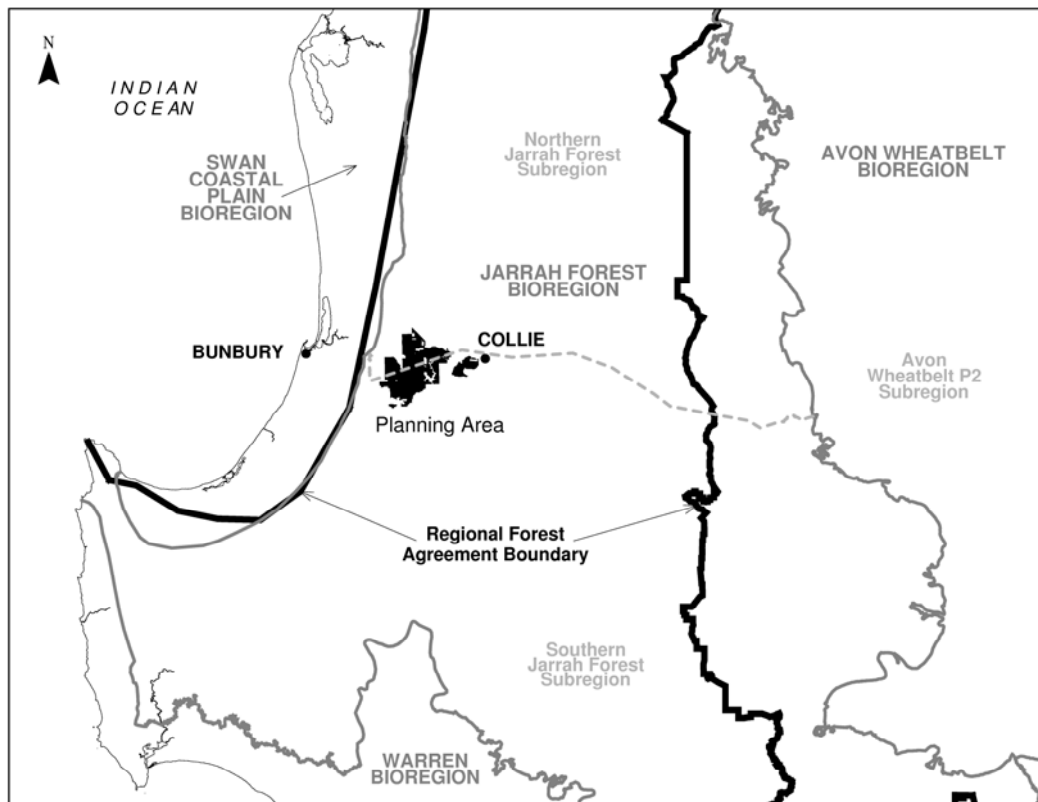 N
INDIAN
OCEAN
SWAN
COASTAL
PLAIN
BIOREGION
Northern
Jarrah Forest
Subregion
AVON WHEATBELT
BIOREGION
JARRAH FOREST
BIOREGION
BUNBURY
COLLIE
Planning Area
Avon
Wheatbelt P2
Subregion
Regional Forest
Agreement Boundary
Southern
Jarrah Forest
Subregion
WARREN
BIOREGION